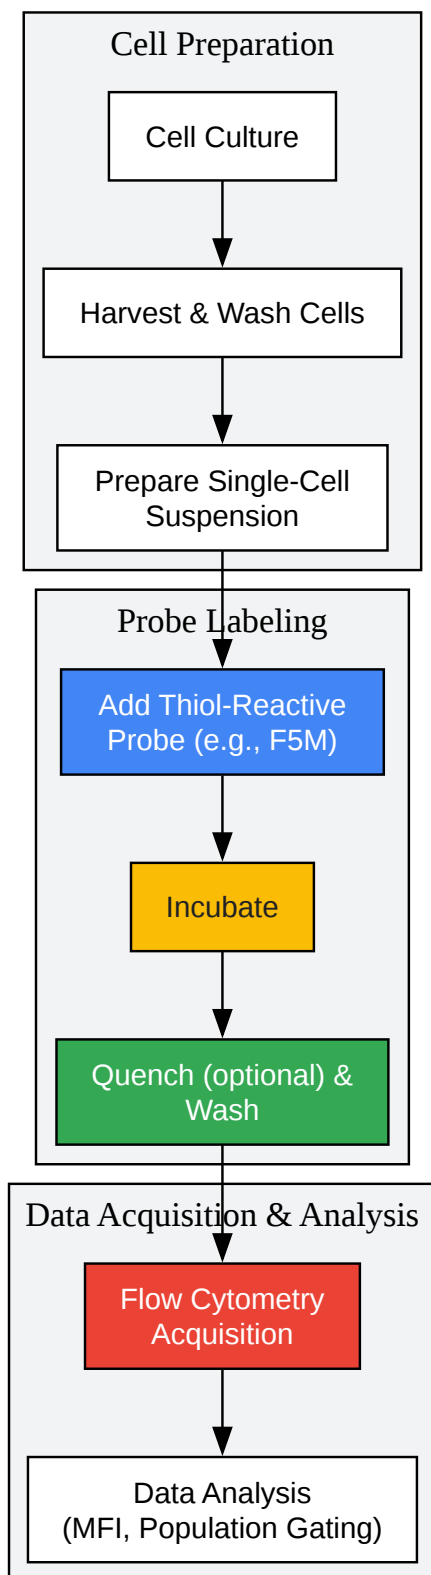 Cell Preparation
Cell Culture
Harvest & Wash Cells
Prepare Single-Cell
Suspension
Probe Labeling
Add Thiol-Reactive
Probe (e.g., F5M)
Incubate
Quench (optional) &
Wash
Data Acquisition & Analysis
Flow Cytometry
Acquisition
Data Analysis
(MFI, Population Gating)